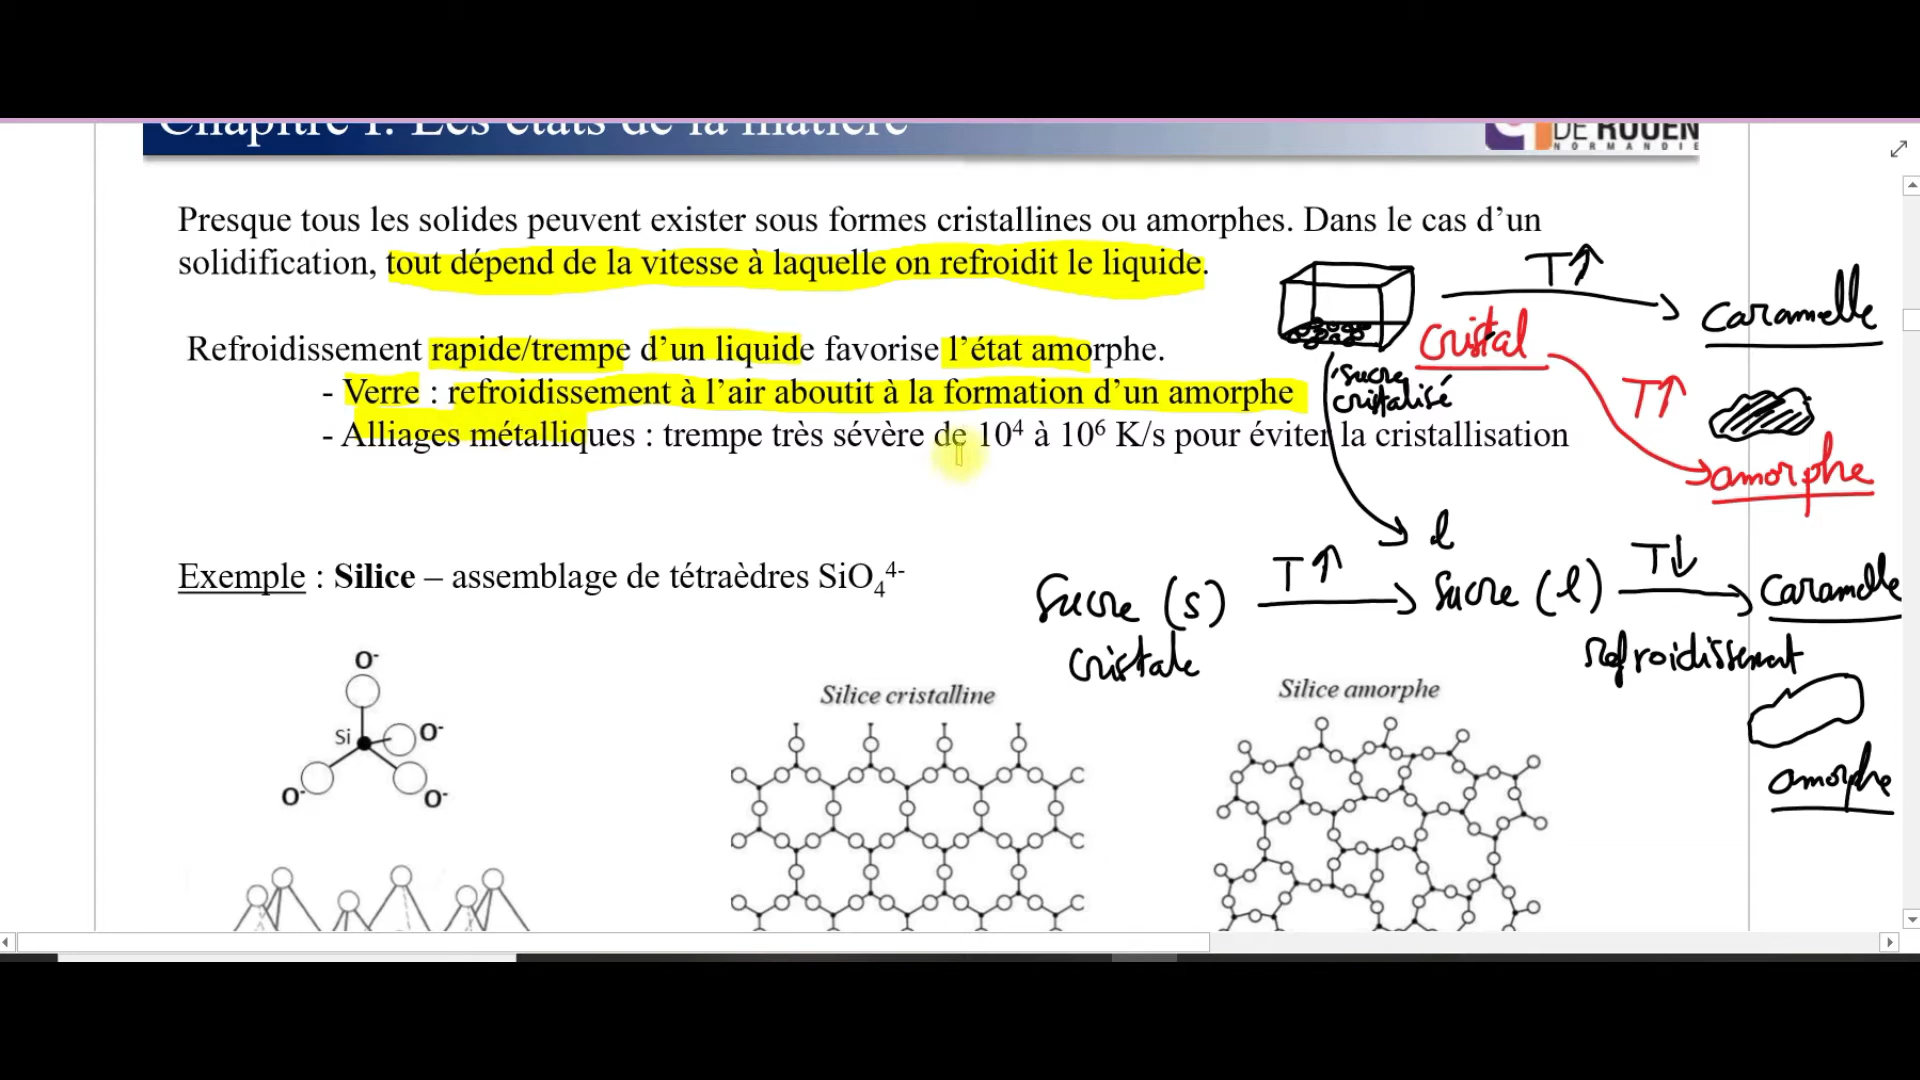 Chapitre I: Les états de la matière
DE ROUEN
NORMANDIE
Presque tous les solides peuvent exister sous formes cristallines ou amorphes. Dans le cas d’un
solidification, tout dépend de la vitesse à laquelle on refroidit le liquide.
Refroidissement rapide/trempe d’un liquide favorise l’état amorphe.
- Verre : refroidissement à l’air aboutit à la formation d’un amorphe
- Alliages métalliques : trempe très sévère de 10⁴ à 10⁶ K/s pour éviter la cristallisation
T↑
caramelle
cristal
sucre
cristalisé
T↑
amorphe
l
Sucre (s) T↑ Sucre (l) T↓ caramelle
cristale
refroidissement
amorphe
Exemple : Silice – assemblage de tétraèdres SiO₄⁴⁻
O⁻
Si
O⁻
O⁻
O⁻
Silice cristalline
Silice amorphe